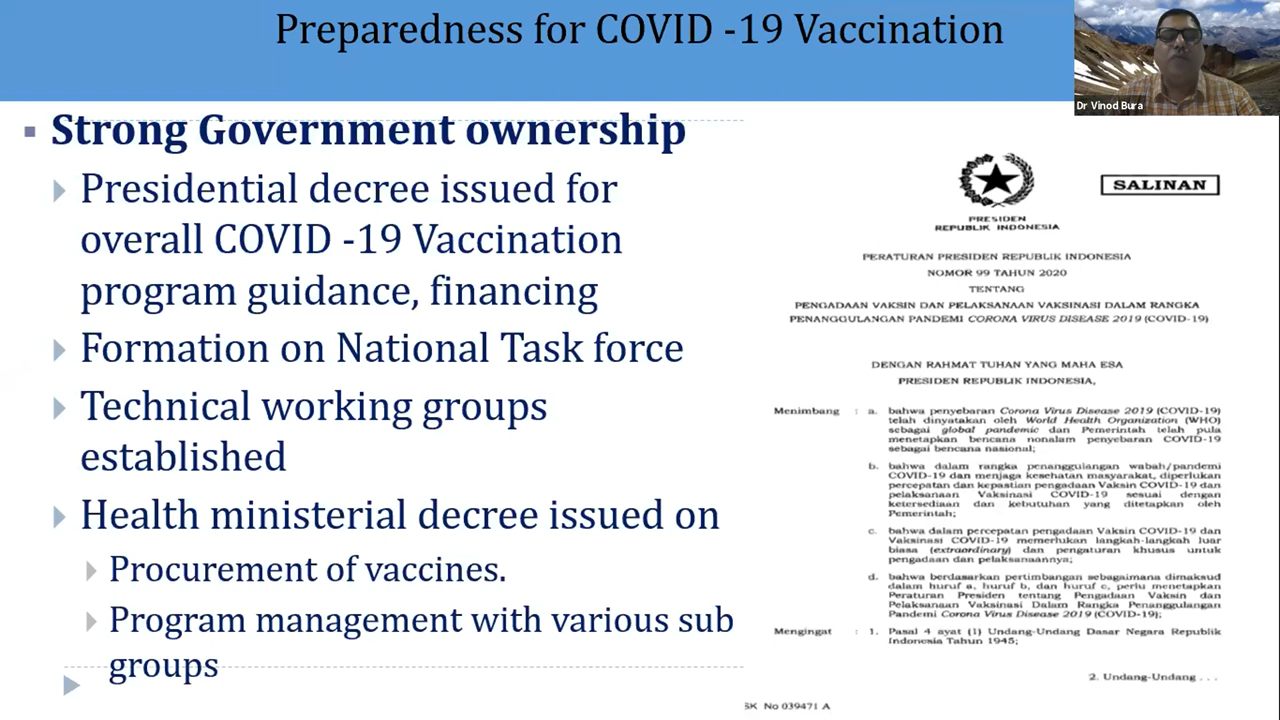 Preparedness for COVID -19 Vaccination
Dr Vinod Bura
Strong Government ownership
Presidential decree issued for
overall COVID -19 Vaccination
program guidance, financing
Formation on National Task force
Technical working groups
established
Health ministerial decree issued on
Procurement of vaccines.
Program management with various sub
groups
SALINAN
PRESIDEN
REPUBLIK INDONESIA
PERATURAN PRESIDEN REPUBLIK INDONESIA
NOMOR 99 TAHUN 2020
TENTANG
PENGADAAN VAKSIN DAN PELAKSANAAN VAKSINASI DALAM RANGKA
PENANGGULANGAN PANDEMI CORONA VIRUS DISEASE 2019 (COVID-19)
DENGAN RAHMAT TUHAN YANG MAHA ESA
PRESIDEN REPUBLIK INDONESIA,
Menimbang : a. bahwa penyebaran Corona Virus Disease 2019 (COVID-19)
telah dinyatakan oleh World Health Organization (WHO)
sebagai global pandemic dan Pemerintah telah pula
menetapkan bencana nonalam penyebaran COVID-19
sebagai bencana nasional;
b. bahwa dalam rangka penanggulangan wabah/pandemi
COVID-19 dan menjaga kesehatan masyarakat, diperlukan
percepatan dan kepastian pengadaan Vaksin COVID-19 dan
pelaksanaan Vaksinasi COVID-19 sesuai dengan
ketersediaan dan kebutuhan yang ditetapkan oleh
Pemerintah;
c. bahwa dalam percepatan pengadaan Vaksin COVID-19 dan
Vaksinasi COVID-19 memerlukan langkah-langkah luar
biasa (extraordinary) dan pengaturan khusus untuk
pengadaan dan pelaksanaannya;
d. bahwa berdasarkan pertimbangan sebagaimana dimaksud
dalam huruf a, huruf b, dan huruf c, perlu menetapkan
Peraturan Presiden tentang Pengadaan Vaksin dan
Pelaksanaan Vaksinasi Dalam Rangka Penanggulangan
Pandemi Corona Virus Disease 2019 (COVID-19);
Mengingat : 1. Pasal 4 ayat (1) Undang-Undang Dasar Negara Republik
Indonesia Tahun 1945;
2. Undang-Undang . . .
SK No 039471 A